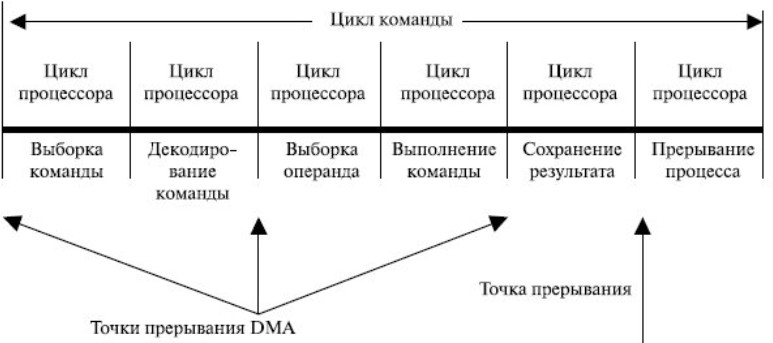 Цикл команды
Цикл
процессора
Цикл
процессора
Цикл
процессора
Цикл
процессора
Цикл
процессора
Цикл
процессора
Выборка
команды
Декодиро-
вание
команды
Выборка
операнда
Выполнение
команды
Сохранение
результата
Прерывание
процесса
Точка прерывания
Точки прерывания DMA